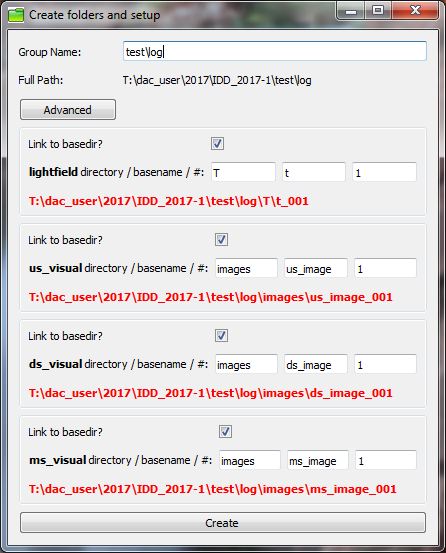 Create folders and setup
Group Name: test\log
Full Path: T:\dac_user\2017\IDD_2017-1\test\log
Advanced
Link to basedir?
lightfield directory / basename / #: T t 1
T:\dac_user\2017\IDD_2017-1\test\log\T\t_001
Link to basedir?
us_visual directory / basename / #: images us_image 1
T:\dac_user\2017\IDD_2017-1\test\log\images\us_image_001
Link to basedir?
ds_visual directory / basename / #: images ds_image 1
T:\dac_user\2017\IDD_2017-1\test\log\images\ds_image_001
Link to basedir?
ms_visual directory / basename / #: images ms_image 1
T:\dac_user\2017\IDD_2017-1\test\log\images\ms_image_001
Create